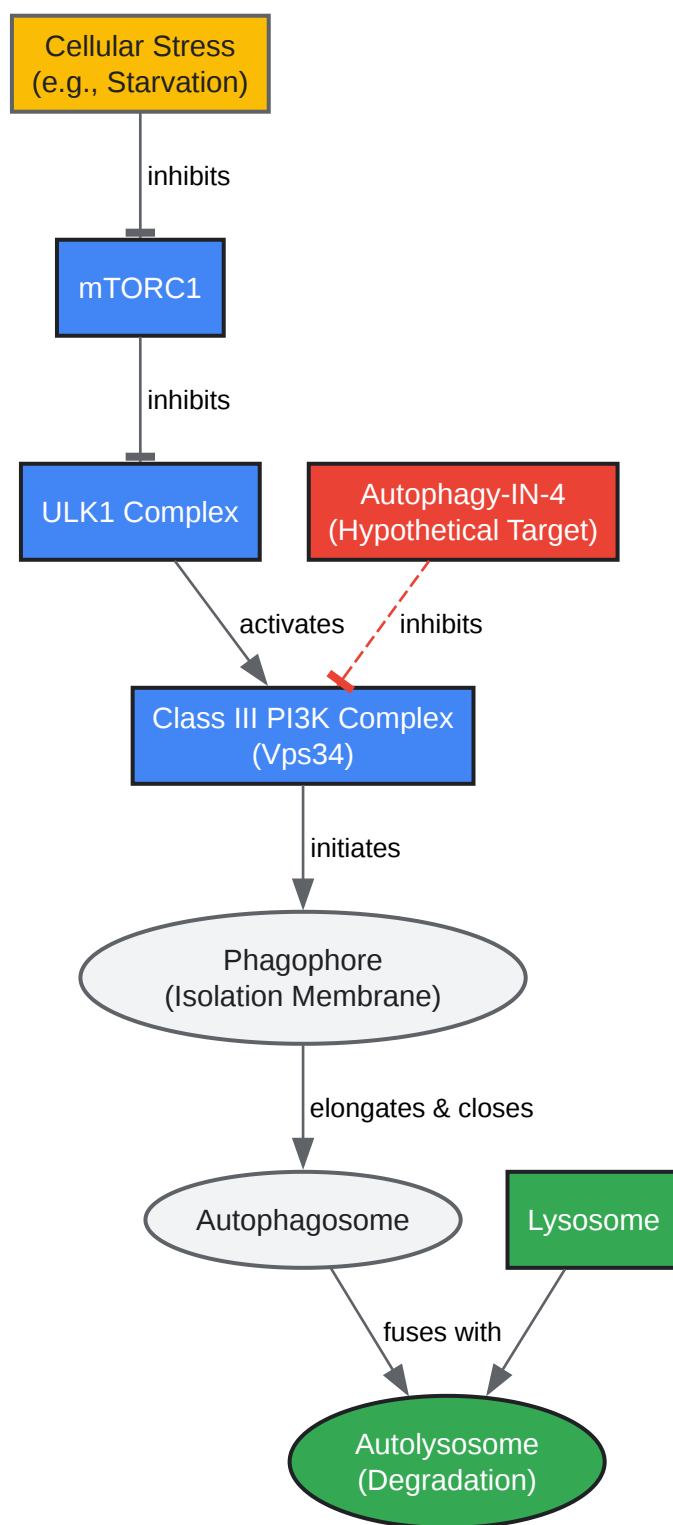 Cellular Stress
(e.g., Starvation)
inhibits
mTORC1
inhibits
ULK1 Complex
Autophagy-IN-4
(Hypothetical Target)
activates
inhibits
Class III PI3K Complex
(Vps34)
initiates
Phagophore
(Isolation Membrane)
elongates & closes
Autophagosome
Lysosome
fuses with
Autolysosome
(Degradation)